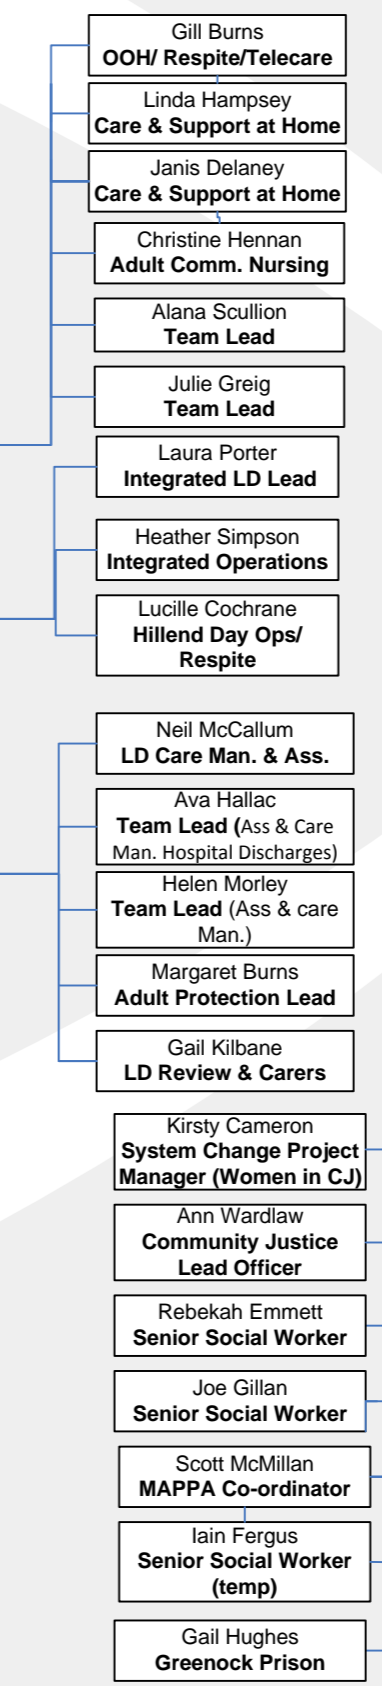 Gill Burns
OOH/ Respite/Telecare
Linda Hampsey
Care & Support at Home
Janis Delaney
Care & Support at Home
Christine Hennan
Adult Comm. Nursing
Alana Scullion
Team Lead
Julie Greig
Team Lead
Laura Porter
Integrated LD Lead
Heather Simpson
Integrated Operations
Lucille Cochrane
Hillend Day Ops/
Respite
Neil McCallum
LD Care Man. & Ass.
Ava Hallac
Team Lead (Ass & Care
Man. Hospital Discharges)
Helen Morley
Team Lead (Ass & care
Man.)
Margaret Burns
Adult Protection Lead
Gail Kilbane
LD Review & Carers
Kirsty Cameron
System Change Project
Manager (Women in CJ)
Ann Wardlaw
Community Justice
Lead Officer
Rebekah Emmett
Senior Social Worker
Joe Gillan
Senior Social Worker
Scott McMillan
MAPPA Co-ordinator
Iain Fergus
Senior Social Worker
(temp)
Gail Hughes
Greenock Prison